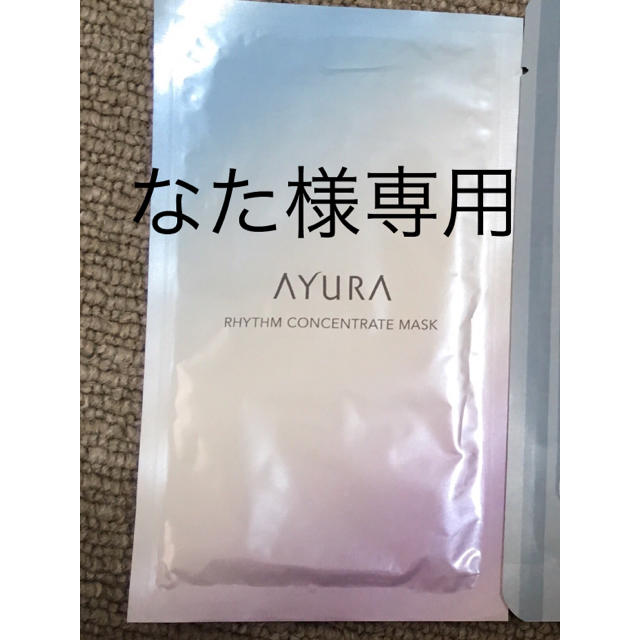 なた様専用
AYURA
RHYTHM CONCENTRATE MASK